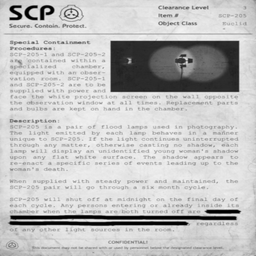 SCP
Secure. Contain. Protect.
Clearance Level
Item # SCP-205
Object Class Euclid
Special Containment
Procedures:
SCP-205-1 and SCP-205-2
are contained within a
specialized chamber,
equipped with an obser-
vation room. SCP-205-1
and SCP-205-2 are to be
supplied with power and
face the white projection screen on the wall opposite
the observation window at all times. Replacement parts
and bulbs are kept on hand in the chamber.
Description:
SCP-205 is a pair of flood lamps used in photography.
The light emitted by each lamp behaves in a manner
unique to SCP-205. If the light continues uninterrupted
through any matter, otherwise casting no shadow, each
lamp will display an unidentified young woman's shadow
upon any flat white surface. The shadow appears to
re-enact a specific series of events leading up to the
woman's death.
When supplied with steady power and maintained, the
SCP-205 pair will go through a six month cycle.
SCP-205 will shut off at midnight on the final day of
each cycle. Any persons entering or already inside its
chamber when the lamps are both turned off are
regardless
of any other light sources in the room.
CONFIDENTIAL!